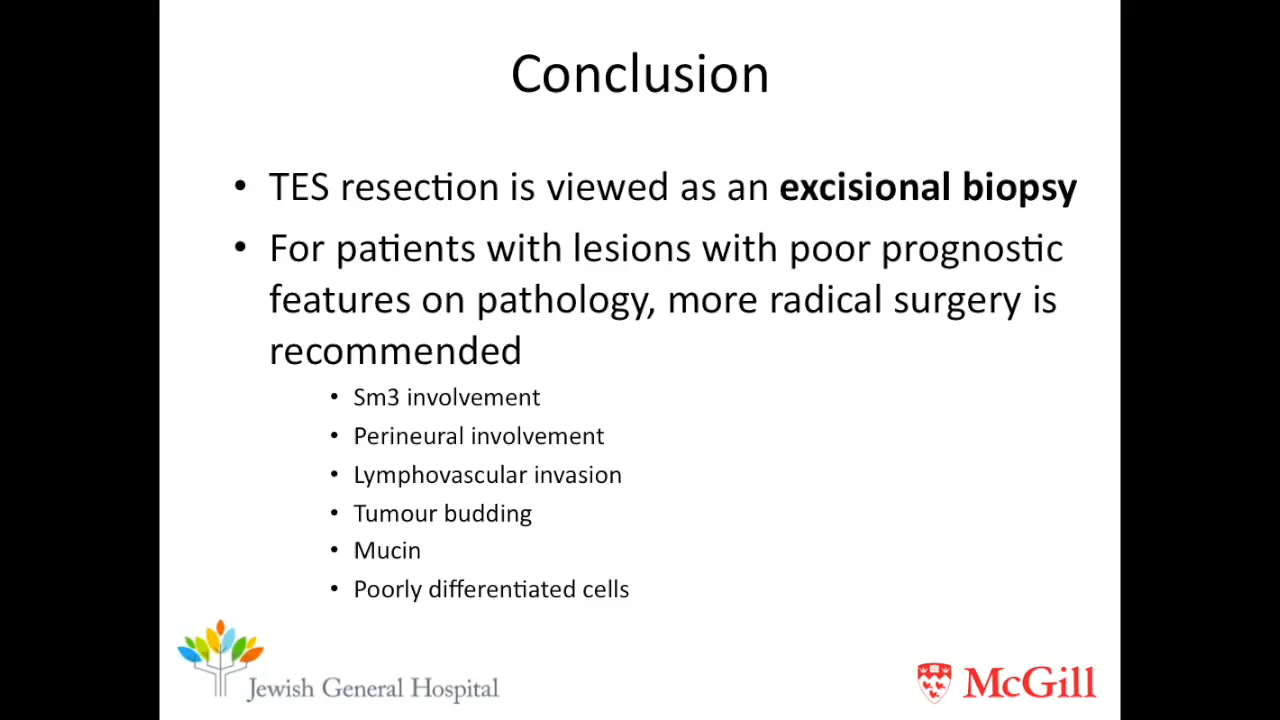 Conclusion
• TES resection is viewed as an excisional biopsy
• For patients with lesions with poor prognostic
features on pathology, more radical surgery is
recommended
• Sm3 involvement
• Perineural involvement
• Lymphovascular invasion
• Tumour budding
• Mucin
• Poorly differentiated cells
Jewish General Hospital
McGill